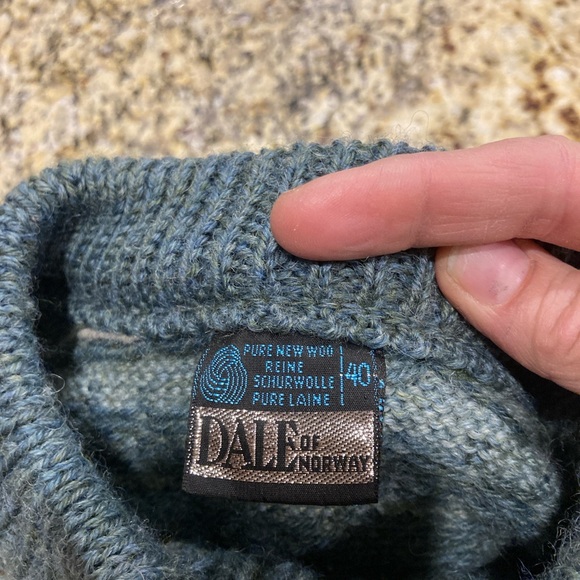 PURE NEW WOO
REINE
SCHURWOLLE
PURE LAINE
40
DALE OF
NORWAY